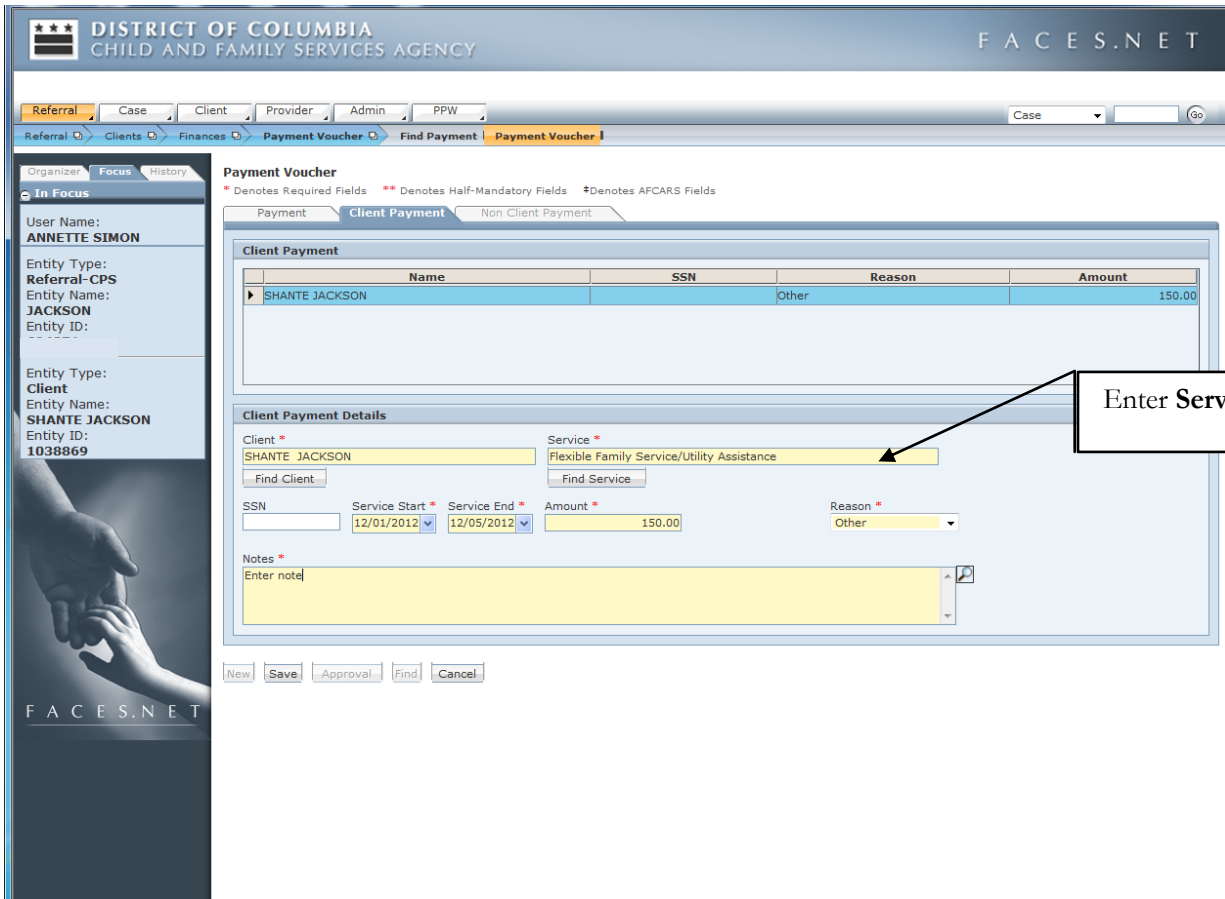 DISTRICT OF COLUMBIA
CHILD AND FAMILY SERVICES AGENCY
FACES.NET
Referral Case Client Provider Admin PPW
Case Go
Referral Clients Finances Payment Voucher Find Payment Payment Voucher
Organizer Focus History
In Focus
User Name:
ANNETTE SIMON
Entity Type:
Referral-CPS
Entity Name:
JACKSON
Entity ID:
Entity Type:
Client
Entity Name:
SHANTE JACKSON
Entity ID:
1038869
FACES.NET
Payment Voucher
* Denotes Required Fields ** Denotes Half-Mandatory Fields ‡Denotes AFCARS Fields
Payment Client Payment Non Client Payment
Client Payment
Name SSN Reason Amount
SHANTE JACKSON Other 150.00
Enter Serv
Client Payment Details
Client * Service *
SHANTE JACKSON Flexible Family Service/Utility Assistance
Find Client Find Service
SSN Service Start * Service End * Amount * Reason *
12/01/2012 12/05/2012 150.00 Other
Notes *
Enter note
New Save Approval Find Cancel